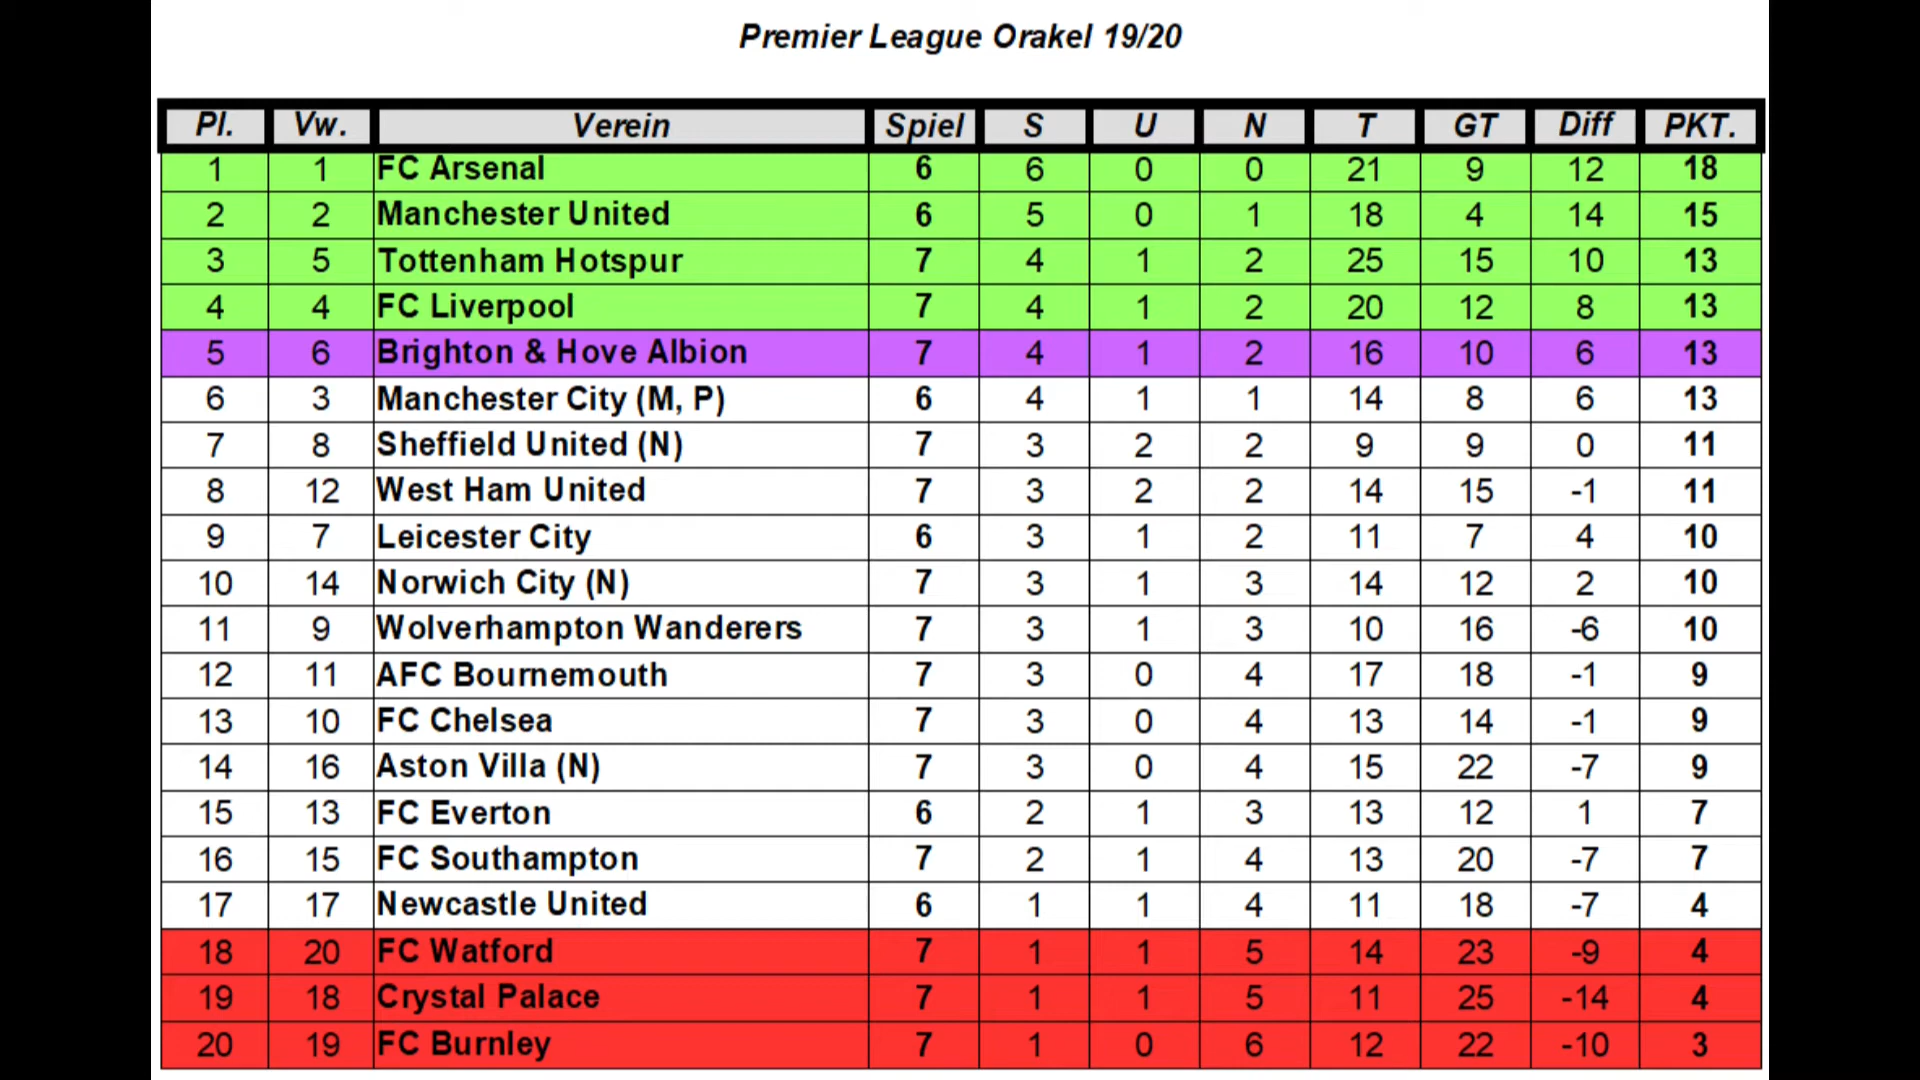 Premier League Orakel 19/20
Pl. Vw. Verein Spiel S U N T GT Diff PKT.
1 1 FC Arsenal 6 6 0 0 21 9 12 18
2 2 Manchester United 6 5 0 1 18 4 14 15
3 5 Tottenham Hotspur 7 4 1 2 25 15 10 13
4 4 FC Liverpool 7 4 1 2 20 12 8 13
5 6 Brighton & Hove Albion 7 4 1 2 16 10 6 13
6 3 Manchester City (M, P) 6 4 1 1 14 8 6 13
7 8 Sheffield United (N) 7 3 2 2 9 9 0 11
8 12 West Ham United 7 3 2 2 14 15 -1 11
9 7 Leicester City 6 3 1 2 11 7 4 10
10 14 Norwich City (N) 7 3 1 3 14 12 2 10
11 9 Wolverhampton Wanderers 7 3 1 3 10 16 -6 10
12 11 AFC Bournemouth 7 3 0 4 17 18 -1 9
13 10 FC Chelsea 7 3 0 4 13 14 -1 9
14 16 Aston Villa (N) 7 3 0 4 15 22 -7 9
15 13 FC Everton 6 2 1 3 13 12 1 7
16 15 FC Southampton 7 2 1 4 13 20 -7 7
17 17 Newcastle United 6 1 1 4 11 18 -7 4
18 20 FC Watford 7 1 1 5 14 23 -9 4
19 18 Crystal Palace 7 1 1 5 11 25 -14 4
20 19 FC Burnley 7 1 0 6 12 22 -10 3